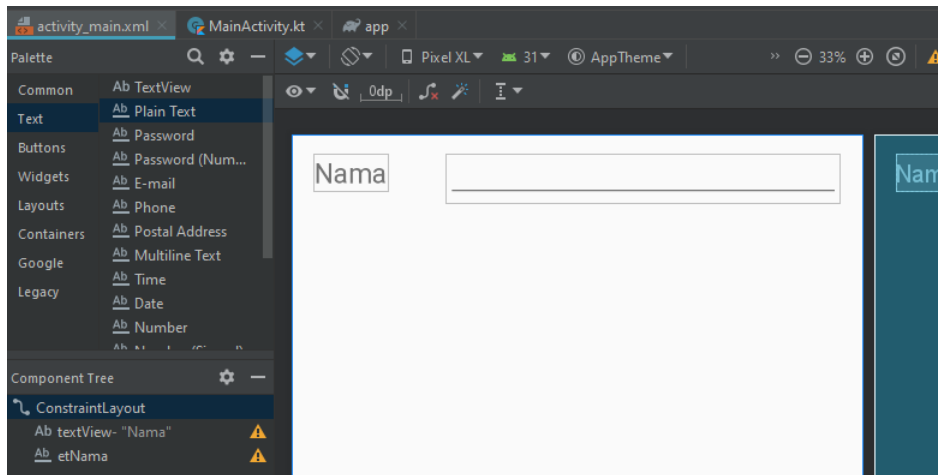 activity_main.xml MainActivity.kt app
Palette
Pixel XL 31 AppTheme 33%
Common
Text
Buttons
Widgets
Layouts
Containers
Google
Legacy
Ab TextView
Ab Plain Text
Ab Password
Ab Password (Num...
Ab E-mail
Ab Phone
Ab Postal Address
Ab Multiline Text
Ab Time
Ab Date
Ab Number
0dp
Nama
Nam
Component Tree
ConstraintLayout
Ab textView- "Nama"
Ab etNama